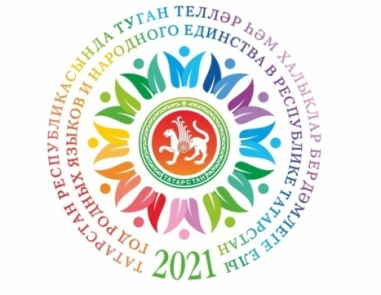 ТАТАРСТАН РЕСПУБЛИКАСЫНДА ТУГАН ТЕЛЛӘР ҺӘМ ХАЛЫКЛАР БЕРДӘМЛЕГЕ ЕЛЫ
ГОД РОДНЫХ ЯЗЫКОВ И НАРОДНОГО ЕДИНСТВА В РЕСПУБЛИКЕ ТАТАРСТАН
ТАТАРСТАН
2021